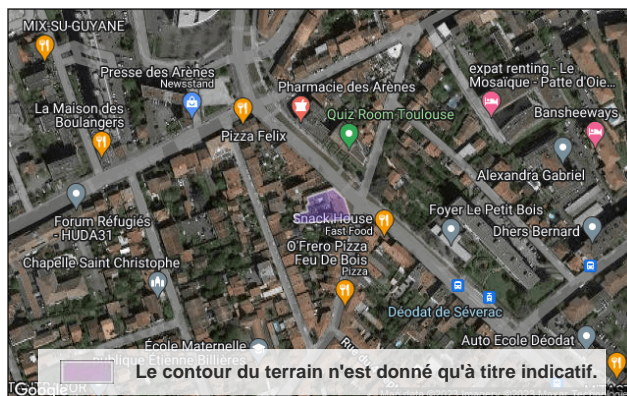 MIX-SU-GUYANE
Presse des Arènes
Newsstand
Pharmacie des Arènes
expat renting - Le
Mosaïque - Patte d'Oie...
La Maison des
Boulangers
Pizza Felix
Quiz Room Toulouse
Bansheeways
Alexandra Gabriel
Forum Réfugiés
- HUDA31
Snack House
Fast Food
Foyer Le Petit Bois
Dhers Bernard
O'Frero Pizza
Feu De Bois
Pizza
Chapelle Saint Christophe
Déodat de Séverac
École Maternelle
publique Étienne Billières
Rue du
Auto Ecole Déodat
Le contour du terrain n'est donné qu'à titre indicatif.
Google